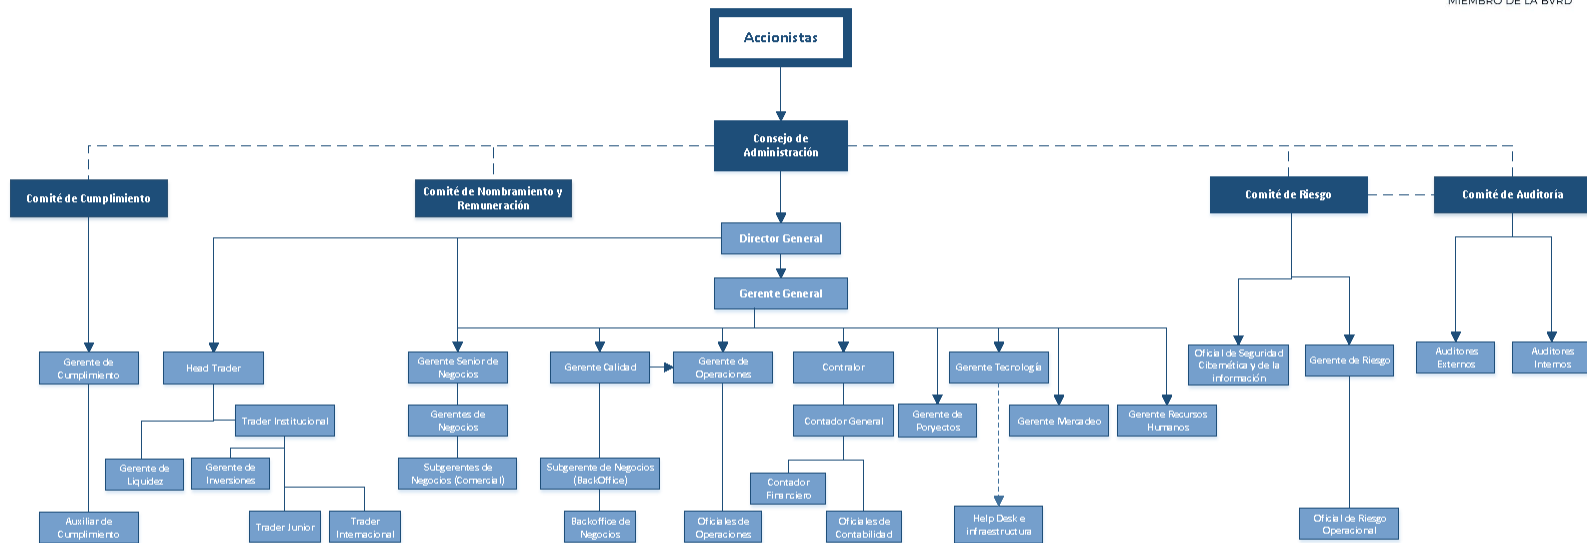 MIEMBRO DE LA BVRD
Accionistas
Consejo de
Administración
Comité de Cumplimiento
Comité de Nombramiento y
Remuneración
Comité de Riesgo
Comité de Auditoría
Director General
Gerente General
Gerente de
Cumplimiento
Head Trader
Gerente Senior de
Negocios
Gerente Calidad
Gerente de
Operaciones
Contralor
Gerente Tecnología
Oficial de Seguridad
Cibernética y de la
información
Gerente de Riesgo
Auditores
Externos
Auditores
Internos
Trader Institucional
Gerentes de
Negocios
Contador General
Gerente de
Poryectos
Gerente Mercadeo
Gerente Recursos
Humanos
Gerente de
Liquidez
Gerente de
Inversiones
Subgerentes de
Negocios (Comercial)
Subgerente de Negocios
(BackOffice)
Contador
Financiero
Auxiliar de
Cumplimiento
Trader Junior
Trader
Internacional
Backoffice de
Negocios
Oficiales de
Operaciones
Oficiales de
Contabilidad
Help Desk e
infraestructura
Oficial de Riesgo
Operacional